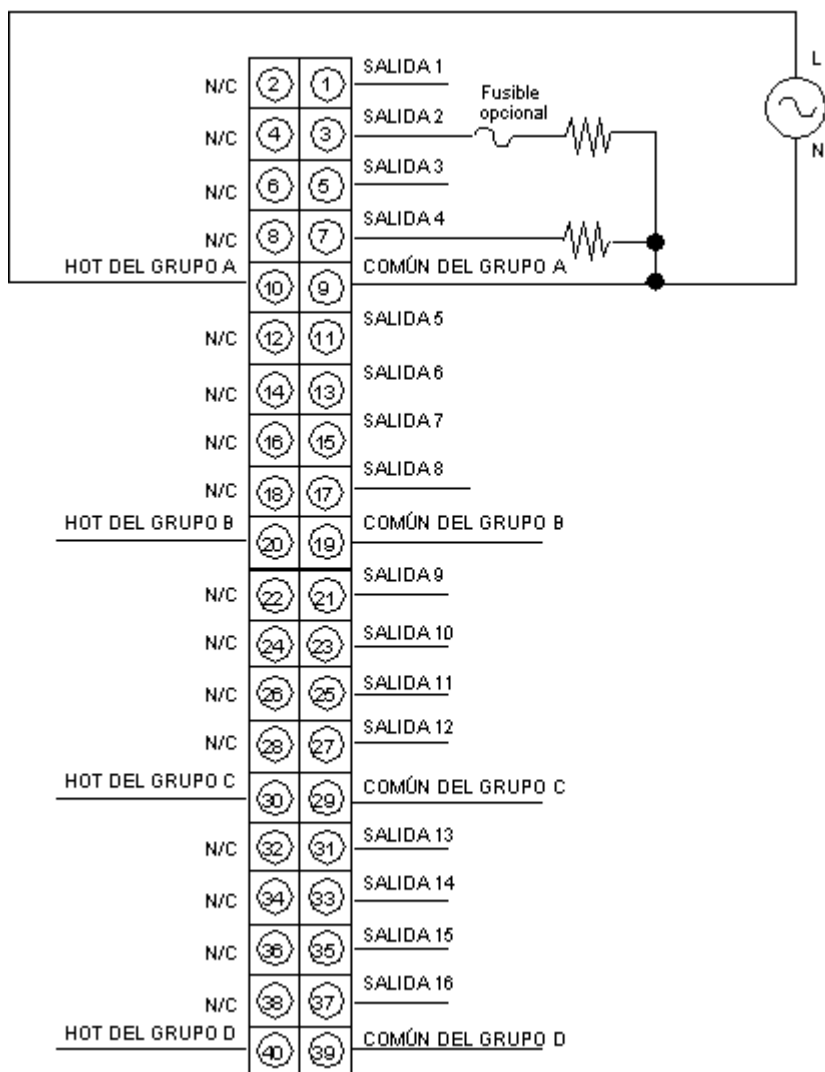 L
SALIDA 1
N/C 2 1
Fusible
opcional
SALIDA 2
N/C 4 3
N
SALIDA 3
N/C 6 5
SALIDA 4
N/C 8 7
HOT DEL GRUPO A 10 9 COMÚN DEL GRUPO A
SALIDA 5
N/C 12 11
SALIDA 6
N/C 14 13
SALIDA 7
N/C 16 15
SALIDA 8
N/C 18 17
HOT DEL GRUPO B 20 19 COMÚN DEL GRUPO B
SALIDA 9
N/C 22 21
SALIDA 10
N/C 24 23
SALIDA 11
N/C 26 25
SALIDA 12
N/C 28 27
HOT DEL GRUPO C 30 29 COMÚN DEL GRUPO C
SALIDA 13
N/C 32 31
SALIDA 14
N/C 34 33
SALIDA 15
N/C 36 35
SALIDA 16
N/C 38 37
HOT DEL GRUPO D 40 39 COMÚN DEL GRUPO D